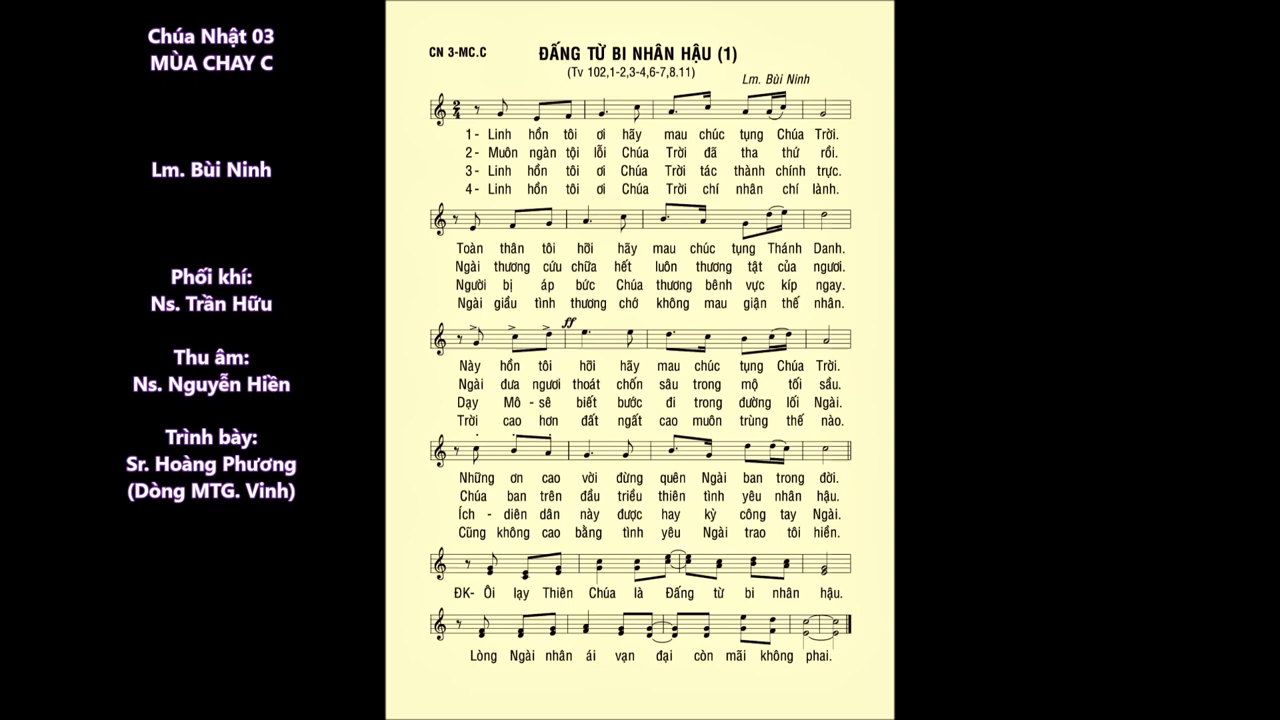 Chúa Nhật 03
MÙA CHAY C
Lm. Bùi Ninh
Phối khí:
Ns. Trần Hữu
Thu âm:
Ns. Nguyễn Hiền
Trình bày:
Sr. Hoàng Phương
(Dòng MTG. Vinh)
CN 3-MC.C
ĐẤNG TỪ BI NHÂN HẬU (1)
(Tv 102,1-2,3-4,6-7,8.11)
Lm. Bùi Ninh
1- Linh hồn tôi ơi hãy mau chúc tụng Chúa Trời.
2- Muôn ngàn tội lỗi Chúa Trời đã tha thứ rồi.
3- Linh hồn tôi ơi Chúa Trời tác thành chính trực.
4- Linh hồn tôi ơi Chúa Trời chí nhân chí lành.
Toàn thân tôi hỡi hãy mau chúc tụng Thánh Danh.
Ngài thương cứu chữa hết luôn thương tật của ngươi.
Người bị áp bức Chúa thương bênh vực kíp ngay.
Ngài giầu tình thương chớ không mau giận thế nhân.
ff
Này hồn tôi hỡi hãy mau chúc tụng Chúa Trời.
Ngài đưa ngươi thoát chốn sâu trong mộ tối sầu.
Dạy Mô - sê biết bước đi trong đường lối Ngài.
Trời cao hơn đất ngất cao muôn trùng thế nào.
Những ơn cao vời đừng quên Ngài ban trong đời.
Chúa ban trên đầu triều thiên tình yêu nhân hậu.
Ích - diên dân này được hay kỳ công tay Ngài.
Cũng không cao bằng tình yêu Ngài trao tôi hiền.
ĐK- Ôi lạy Thiên Chúa là Đấng từ bi nhân hậu.
Lòng Ngài nhân ái vạn đại còn mãi không phai.